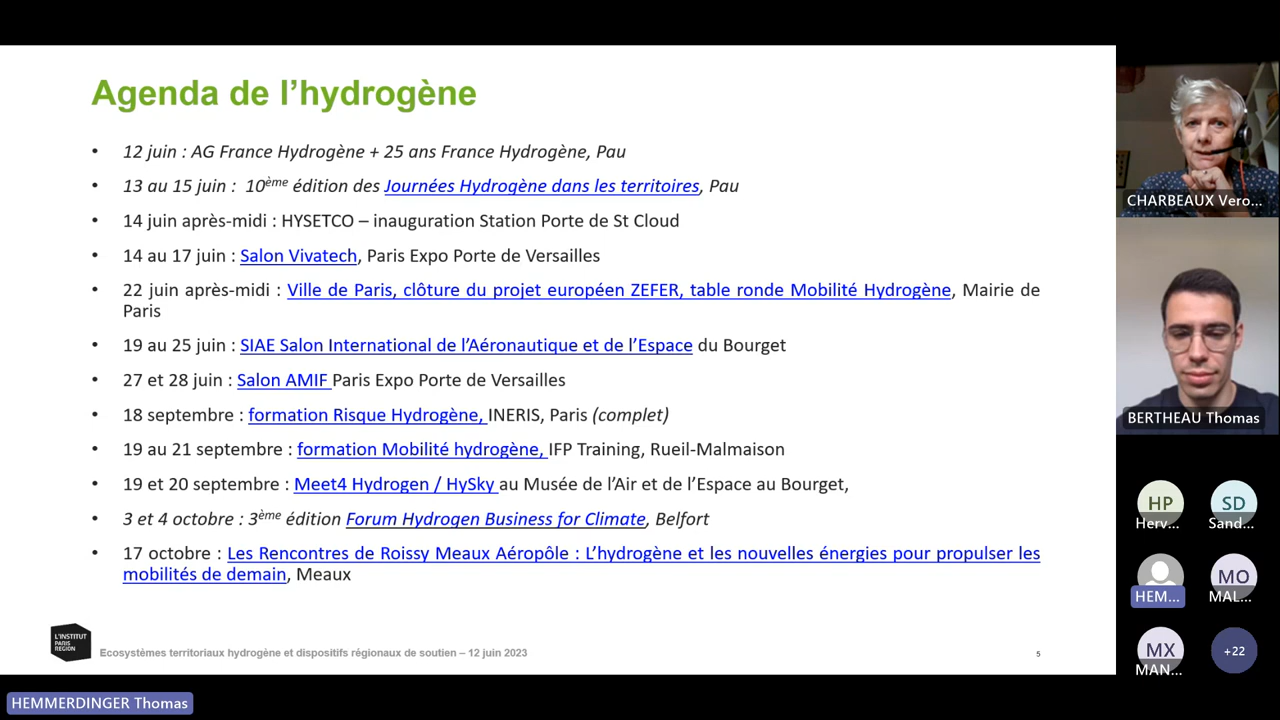 Agenda de l’hydrogène
• 12 juin : AG France Hydrogène + 25 ans France Hydrogène, Pau
• 13 au 15 juin : 10ème édition des Journées Hydrogène dans les territoires, Pau
• 14 juin après-midi : HYSETCO – inauguration Station Porte de St Cloud
• 14 au 17 juin : Salon Vivatech, Paris Expo Porte de Versailles
• 22 juin après-midi : Ville de Paris, clôture du projet européen ZEFER, table ronde Mobilité Hydrogène, Mairie de
Paris
• 19 au 25 juin : SIAE Salon International de l’Aéronautique et de l’Espace du Bourget
• 27 et 28 juin : Salon AMIF Paris Expo Porte de Versailles
• 18 septembre : formation Risque Hydrogène, INERIS, Paris (complet)
• 19 au 21 septembre : formation Mobilité hydrogène, IFP Training, Rueil-Malmaison
• 19 et 20 septembre : Meet4 Hydrogen / HySky au Musée de l’Air et de l’Espace au Bourget,
• 3 et 4 octobre : 3ème édition Forum Hydrogen Business for Climate, Belfort
• 17 octobre : Les Rencontres de Roissy Meaux Aéropôle : L’hydrogène et les nouvelles énergies pour propulser les
mobilités de demain, Meaux
L’INSTITUT
PARIS
REGION
Ecosystèmes territoriaux hydrogène et dispositifs régionaux de soutien – 12 juin 2023
5
CHARBEAUX Vero...
BERTHEAU Thomas
HP
Herv...
SD
Sand...
HEM...
MO
MAL...
MX
MAN...
+22
HEMMERDINGER Thomas